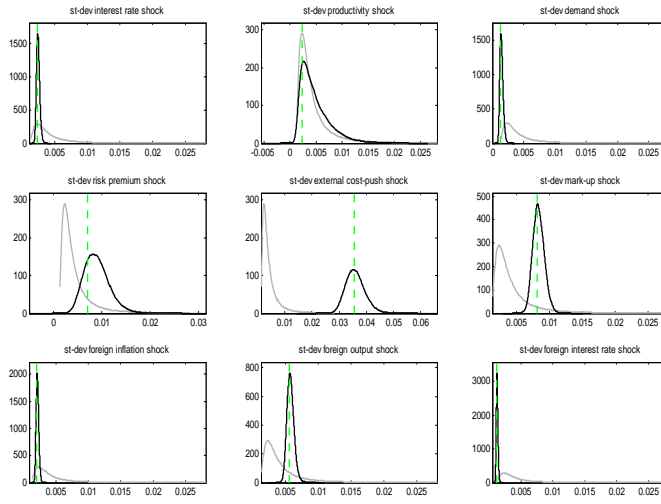 st-dev interest rate shock
st-dev productivity shock
st-dev demand shock
1500
1000
500
0
0.005 0.01 0.015 0.02 0.025
300
200
100
0
-0.005 0 0.005 0.01 0.015 0.02 0.025
1500
1000
500
0
0 0.005 0.01 0.015 0.02 0.025
st-dev risk premium shock
st-dev external cost-push shock
st-dev mark-up shock
300
200
100
0
0 0.01 0.02 0.03
300
200
100
0
0.01 0.02 0.03 0.04 0.05 0.06
500
400
300
200
100
0
0.005 0.01 0.015 0.02 0.025
st-dev foreign inflation shock
st-dev foreign output shock
st-dev foreign interest rate shock
2000
1500
1000
500
0
0.005 0.01 0.015 0.02 0.025
800
600
400
200
0
0.005 0.01 0.015 0.02 0.025
3000
2000
1000
0
0.005 0.01 0.015 0.02 0.025